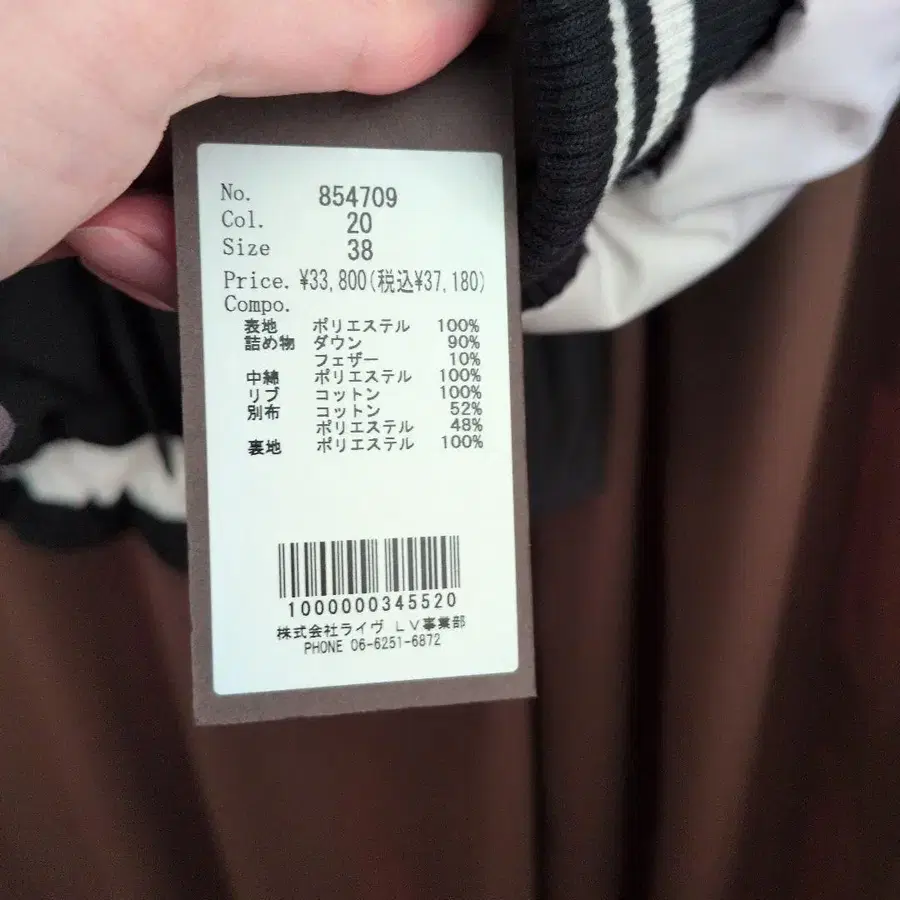 No. 854709
Col. 20
Size 38
Price. ¥33,800(税込¥37,180)
Compo.
表地 ポリエステル 100%
詰め物 ダウン 90%
フェザー 10%
中綿 ポリエステル 100%
リブ コットン 100%
別布 コットン 52%
ポリエステル 48%
裏地 ポリエステル 100%
1000000345520
株式会社ライヴ LV事業部
PHONE 06-6251-6872